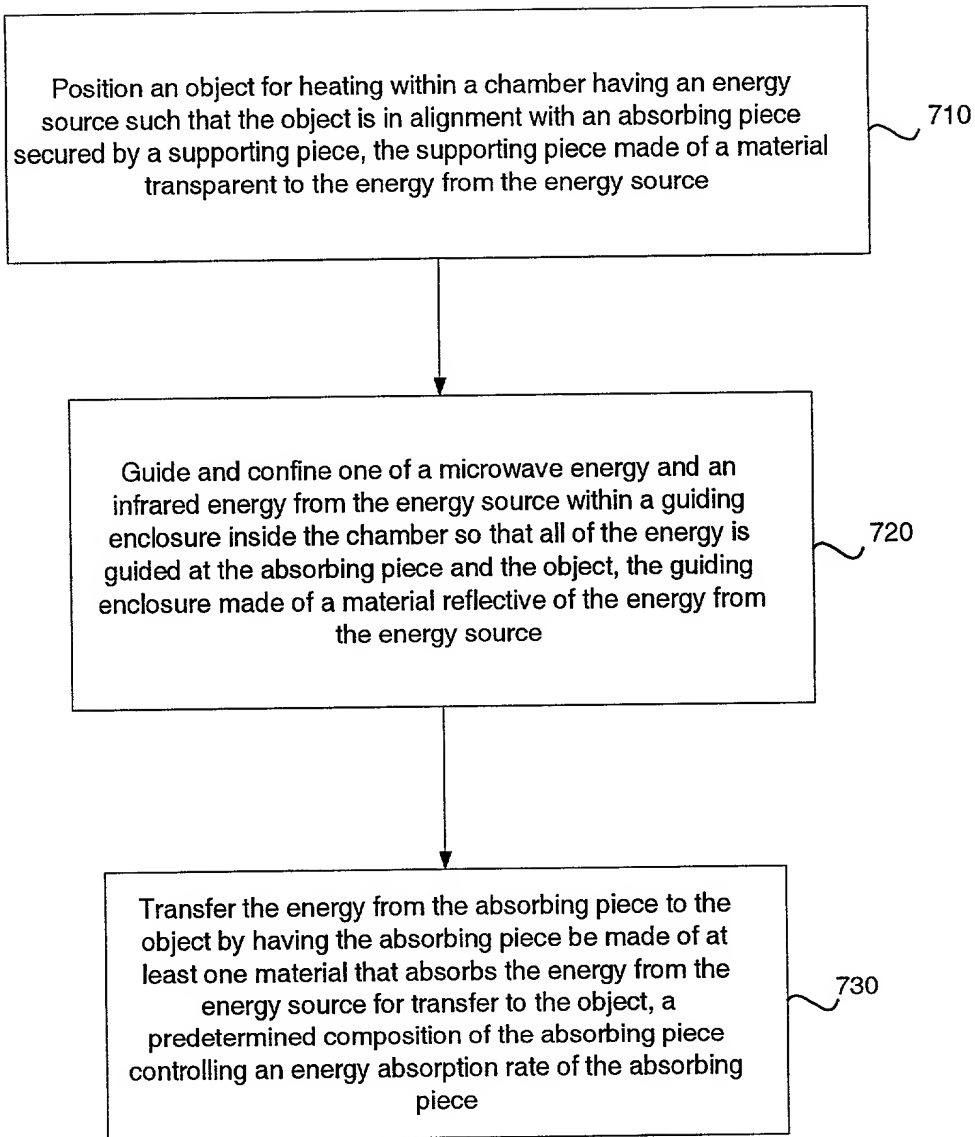 Position an object for heating within a chamber having an energy
source such that the object is in alignment with an absorbing piece
secured by a supporting piece, the supporting piece made of a material
transparent to the energy from the energy source
710
Guide and confine one of a microwave energy and an
infrared energy from the energy source within a guiding
enclosure inside the chamber so that all of the energy is
guided at the absorbing piece and the object, the guiding
enclosure made of a material reflective of the energy from
the energy source
720
Transfer the energy from the absorbing piece to the
object by having the absorbing piece be made of at
least one material that absorbs the energy from the
energy source for transfer to the object, a
predetermined composition of the absorbing piece
controlling an energy absorption rate of the absorbing
piece
730